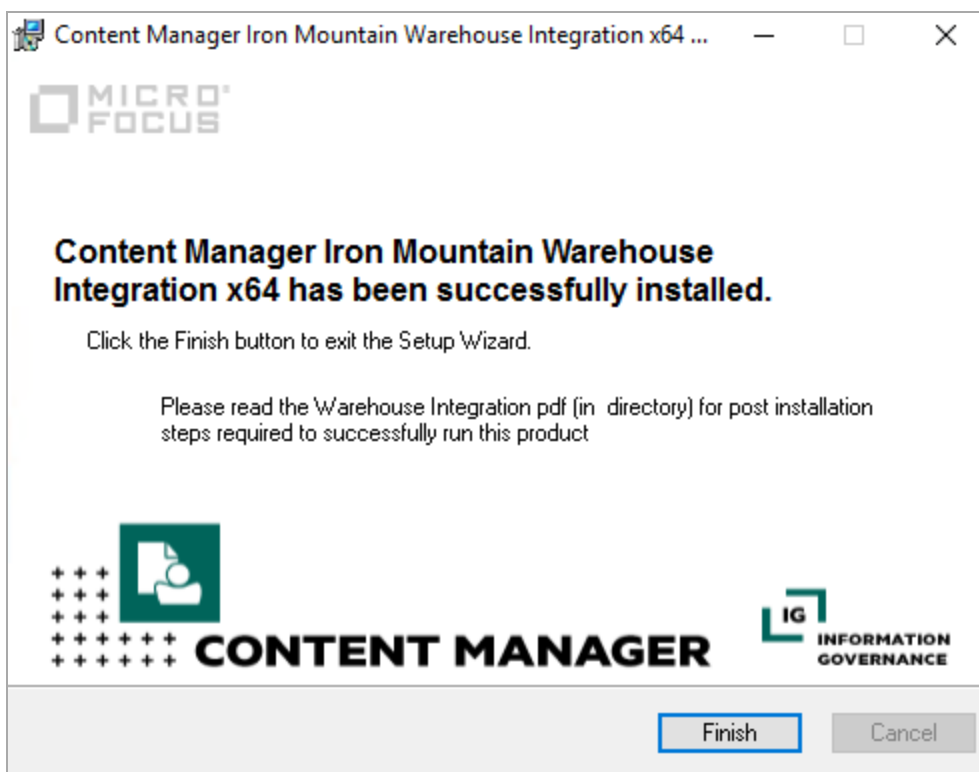 Content Manager Iron Mountain Warehouse Integration x64 ...
MICRO
FOCUS
Content Manager Iron Mountain Warehouse
Integration x64 has been successfully installed.
Click the Finish button to exit the Setup Wizard.
Please read the Warehouse Integration pdf (in  directory) for post installation
steps required to successfully run this product
CONTENT MANAGER
IG
INFORMATION
GOVERNANCE
Finish
Cancel